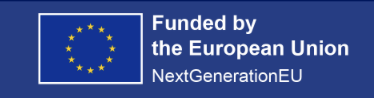 Funded by
the European Union
NextGenerationEU